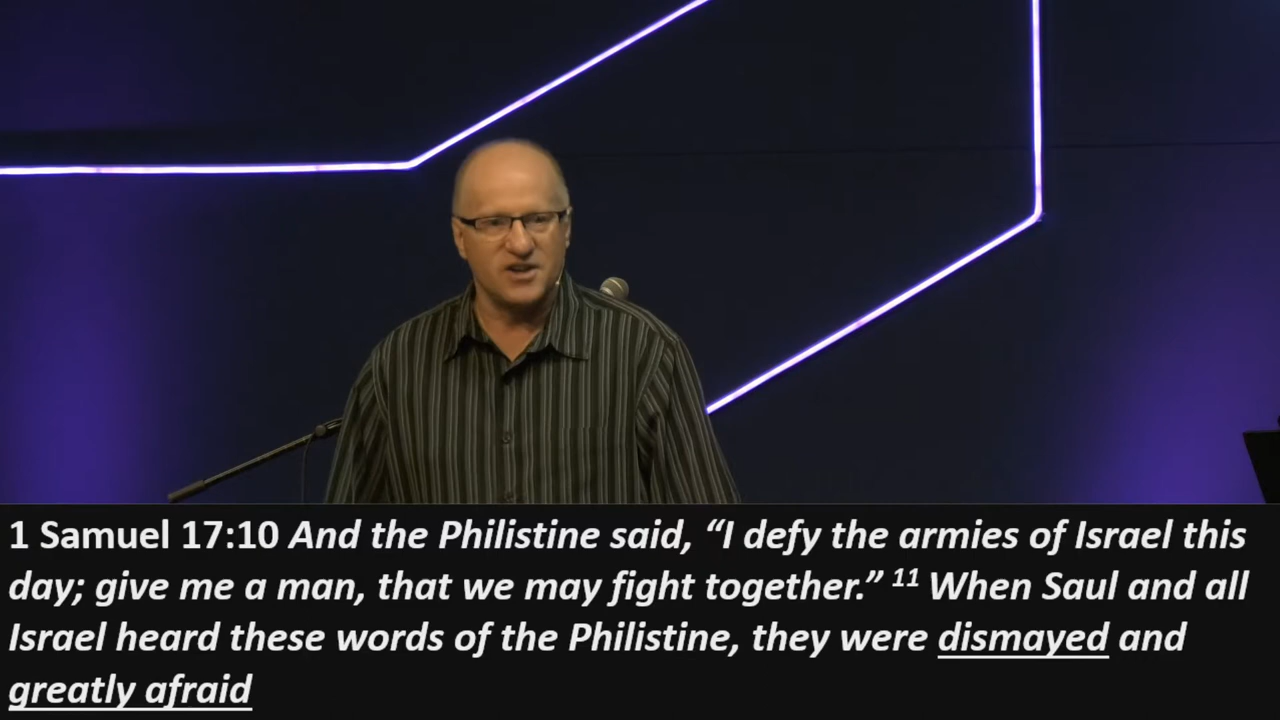 1 Samuel 17:10 And the Philistine said, “I defy the armies of Israel this
day; give me a man, that we may fight together.” 11 When Saul and all
Israel heard these words of the Philistine, they were dismayed and
greatly afraid